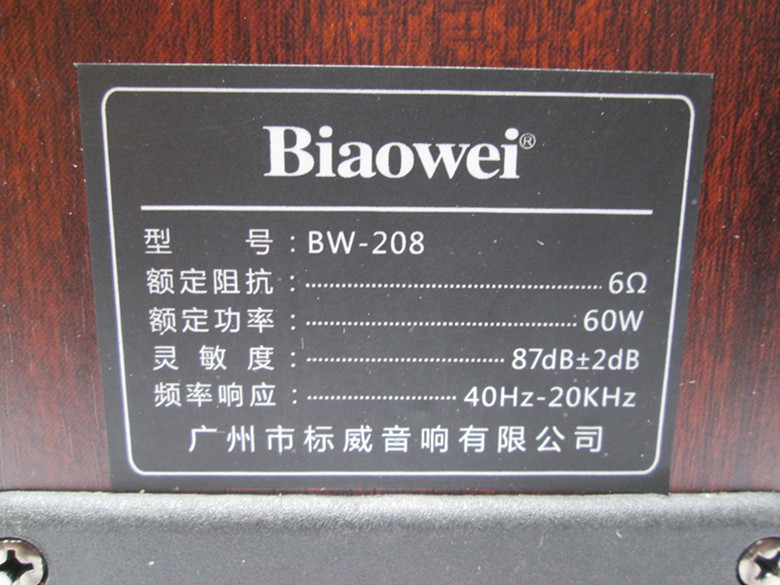 Biaowei®
型 号：BW-208
额定阻抗：................................................6Ω
额定功率：............................................60W
灵敏度：................................87dB±2dB
频率响应：........................40Hz-20KHz
广州市标威音响有限公司